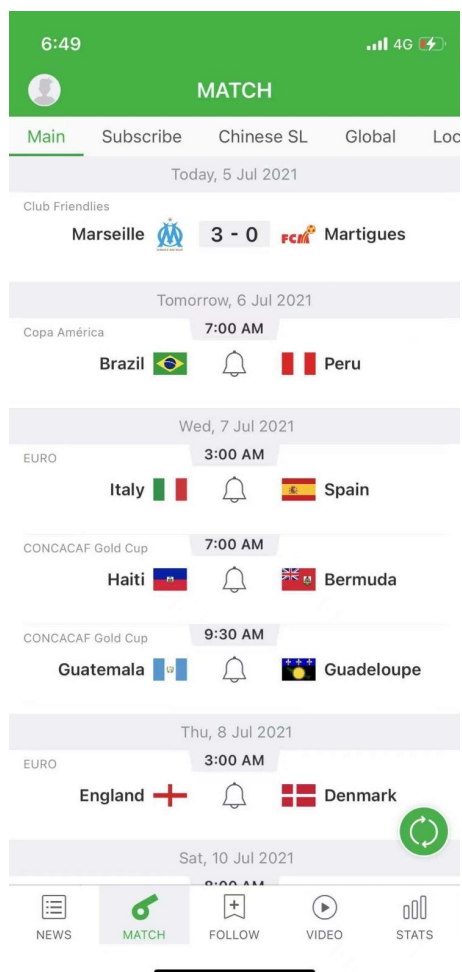 6:49
4G
MATCH
Main Subscribe Chinese SL Global Loc
Today, 5 Jul 2021
Club Friendlies
Marseille 3 - 0 FCM Martigues
Tomorrow, 6 Jul 2021
7:00 AM
Copa América
Brazil Peru
Wed, 7 Jul 2021
3:00 AM
EURO
Italy Spain
7:00 AM
CONCACAF Gold Cup
Haiti Bermuda
9:30 AM
CONCACAF Gold Cup
Guatemala Guadeloupe
Thu, 8 Jul 2021
3:00 AM
EURO
England Denmark
Sat, 10 Jul 2021
8:00 AM
NEWS MATCH FOLLOW VIDEO STATS